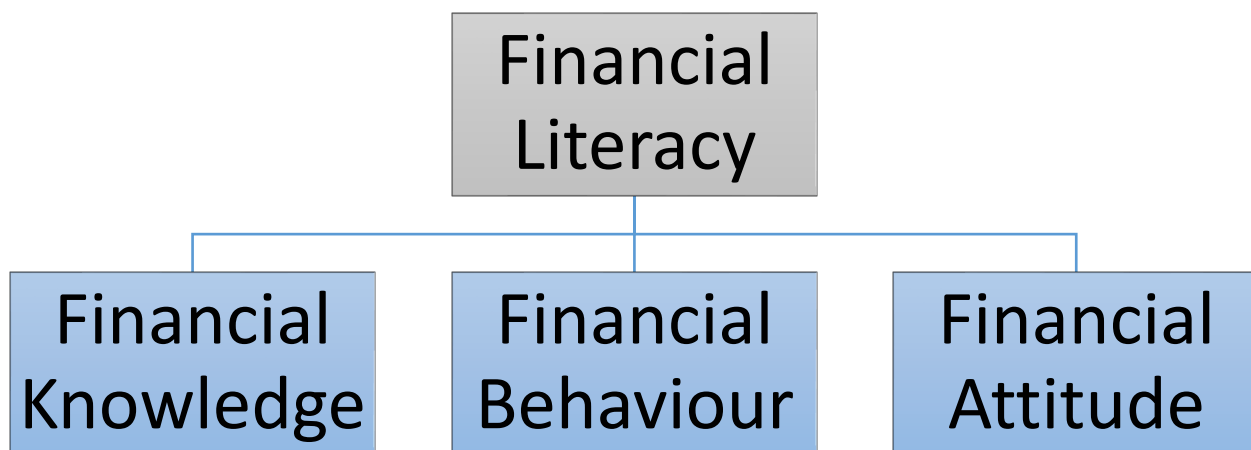 Financial
Literacy
Financial
Knowledge
Financial
Behaviour
Financial
Attitude